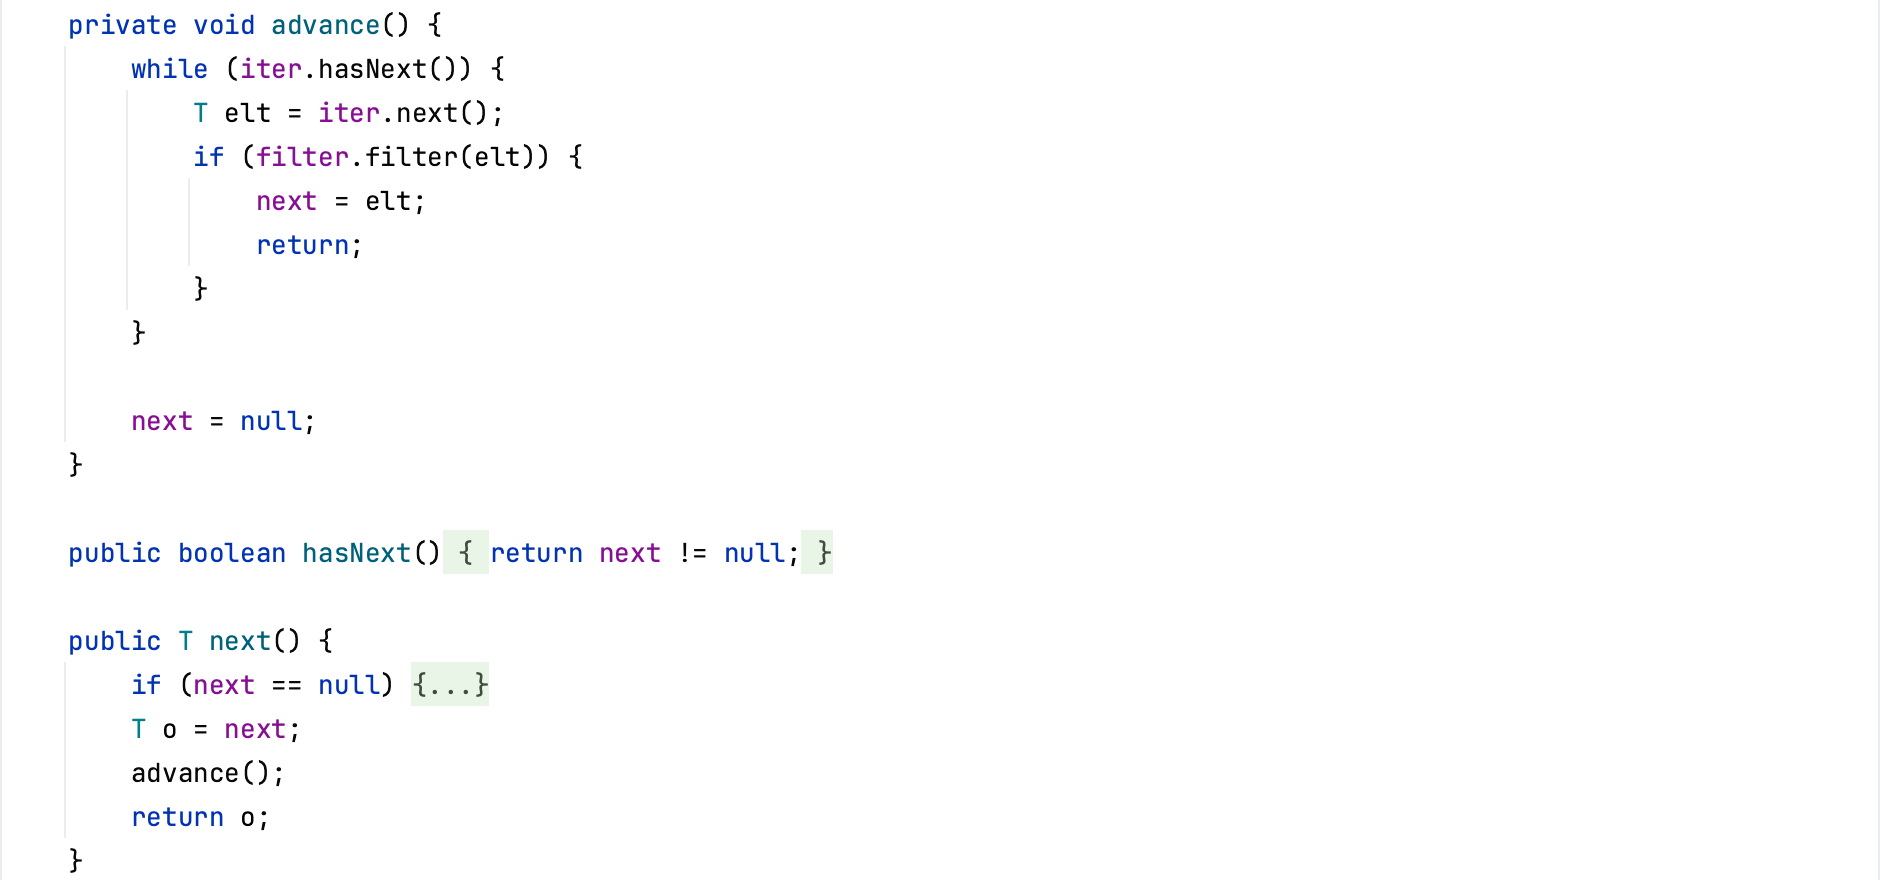 private void advance() {
    while (iter.hasNext()) {
        T elt = iter.next();
        if (filter.filter(elt)) {
            next = elt;
            return;
        }
    }

    next = null;
}

public boolean hasNext() { return next != null; }

public T next() {
    if (next == null) {...}
    T o = next;
    advance();
    return o;
}